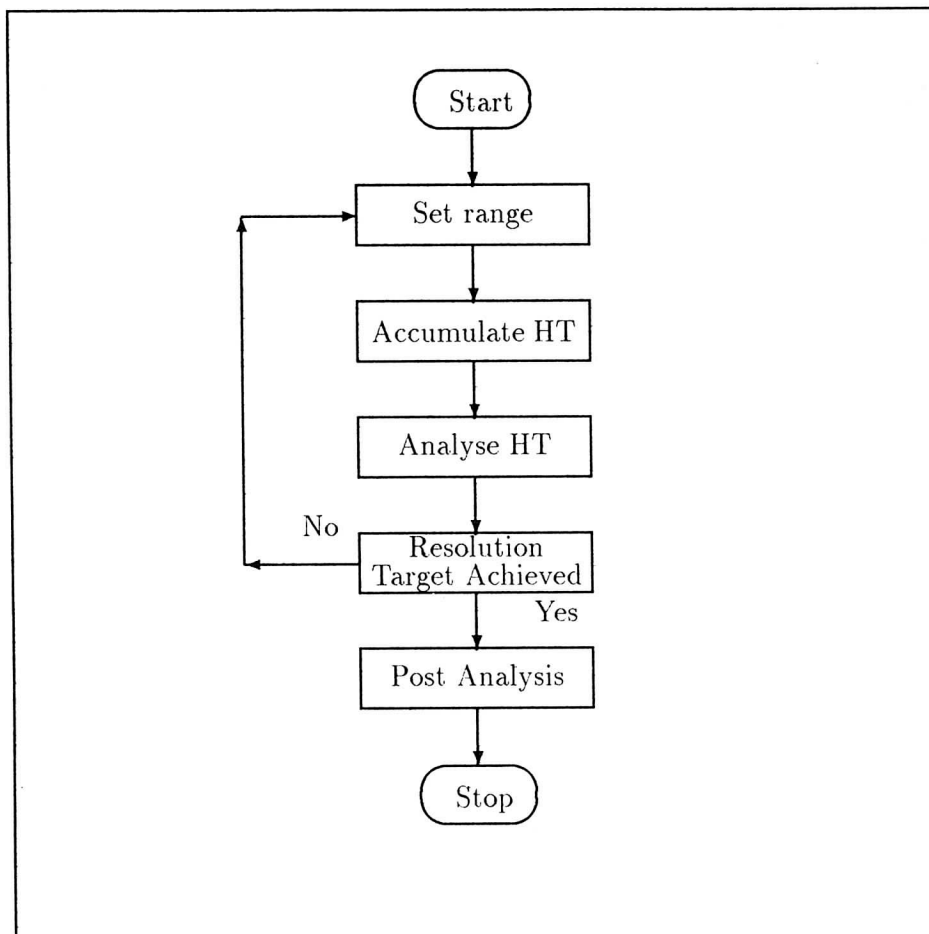 Start
Set range
Accumulate HT
Analyse HT
No
Resolution
Target Achieved
Yes
Post Analysis
Stop